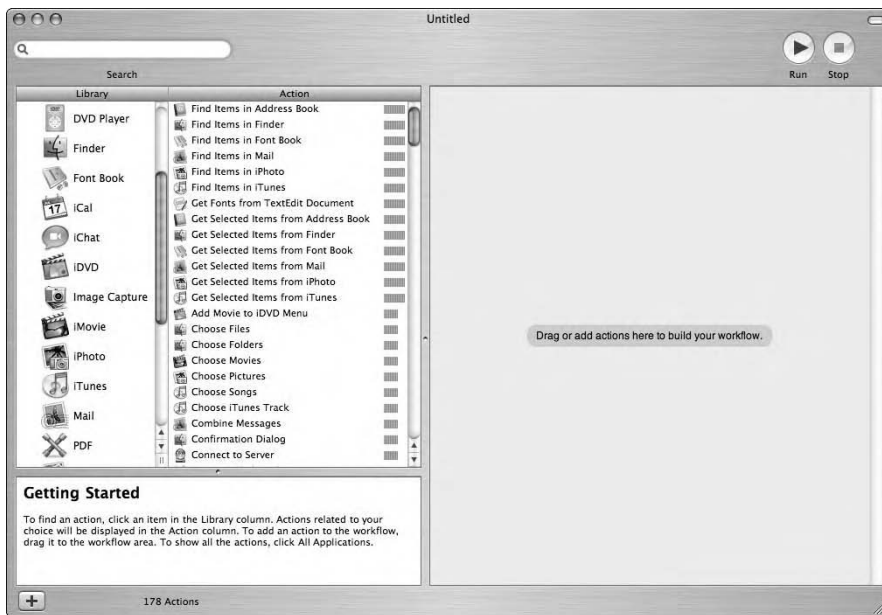 Untitled
Search
Run
Stop
Library
Action
DVD Player
Finder
Font Book
17
iCal
iChat
iDVD
Image Capture
iMovie
iPhoto
iTunes
Mail
PDF
Find Items in Address Book
Find Items in Finder
Find Items in Font Book
Find Items in Mail
Find Items in iPhoto
Find Items in iTunes
Get Fonts from TextEdit Document
Get Selected Items from Address Book
Get Selected Items from Finder
Get Selected Items from Font Book
Get Selected Items from Mail
Get Selected Items from iPhoto
Get Selected Items from iTunes
Add Movie to iDVD Menu
Choose Files
Choose Folders
Choose Movies
Choose Pictures
Choose Songs
Choose iTunes Track
Combine Messages
Confirmation Dialog
Connect to Server
Drag or add actions here to build your workflow.
Getting Started
To find an action, click an item in the Library column. Actions related to your
choice will be displayed in the Action column. To add an action to the workflow,
drag it to the workflow area. To show all the actions, click All Applications.
178 Actions